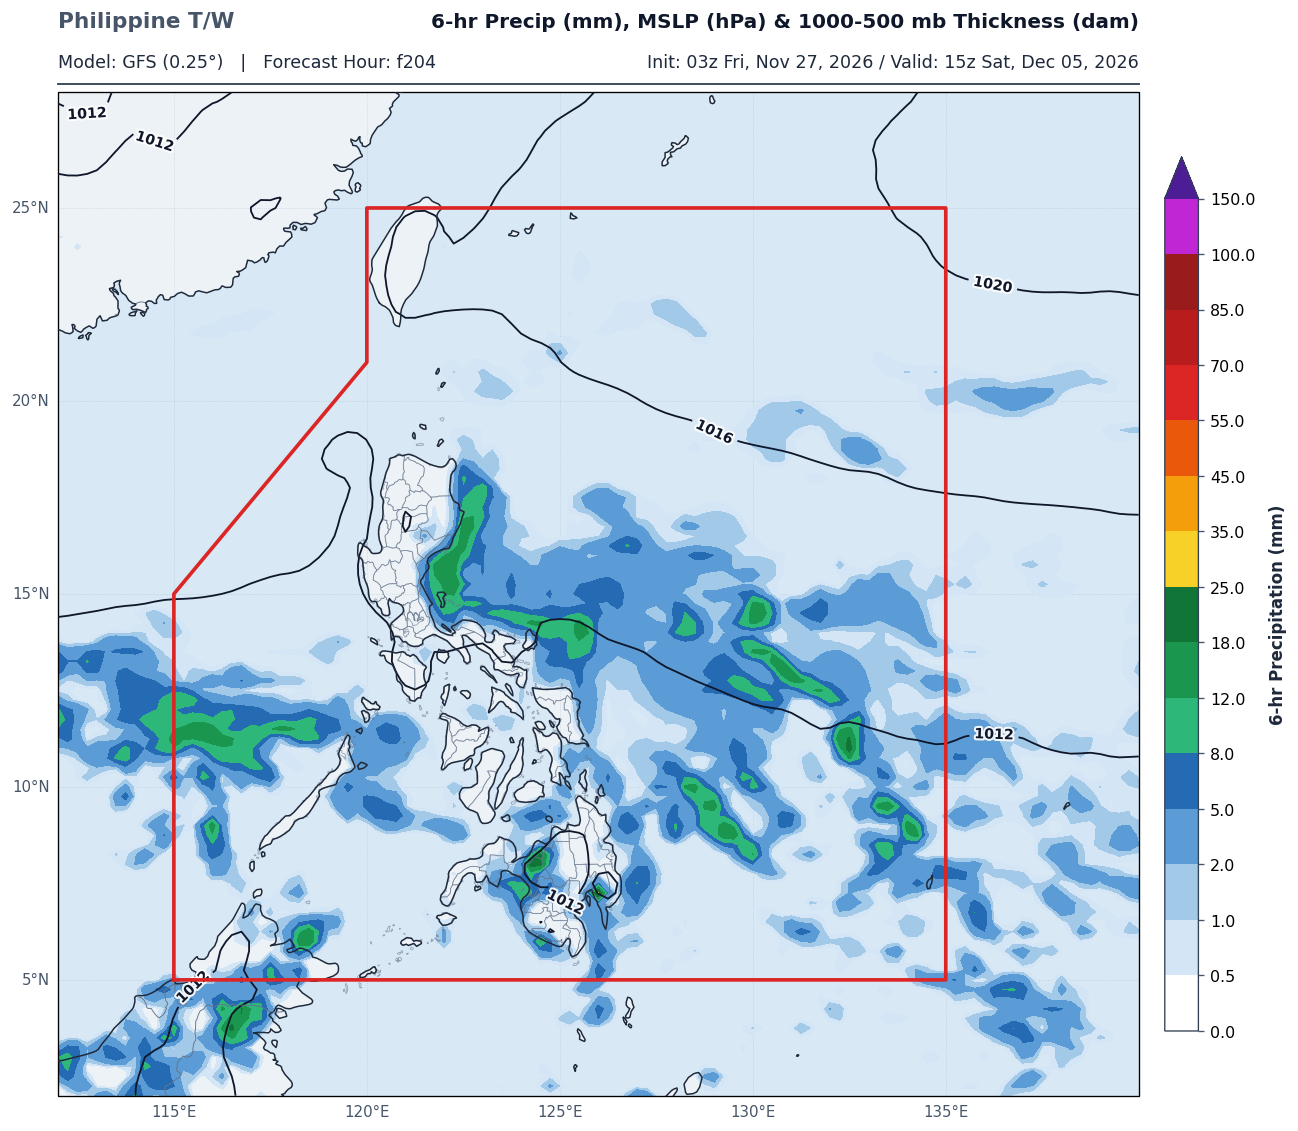 Philippine T/W
6-hr Precip (mm), MSLP (hPa) & 1000-500 mb Thickness (dam)
Model: GFS (0.25°) | Forecast Hour: f204
Init: 03z Fri, Nov 27, 2026 / Valid: 15z Sat, Dec 05, 2026
1012
1012
1020
1016
1012
1012
1012
25°N
20°N
15°N
10°N
5°N
115°E
120°E
125°E
130°E
135°E
150.0
100.0
85.0
70.0
55.0
45.0
35.0
25.0
18.0
12.0
8.0
5.0
2.0
1.0
0.5
0.0
6-hr Precipitation (mm)